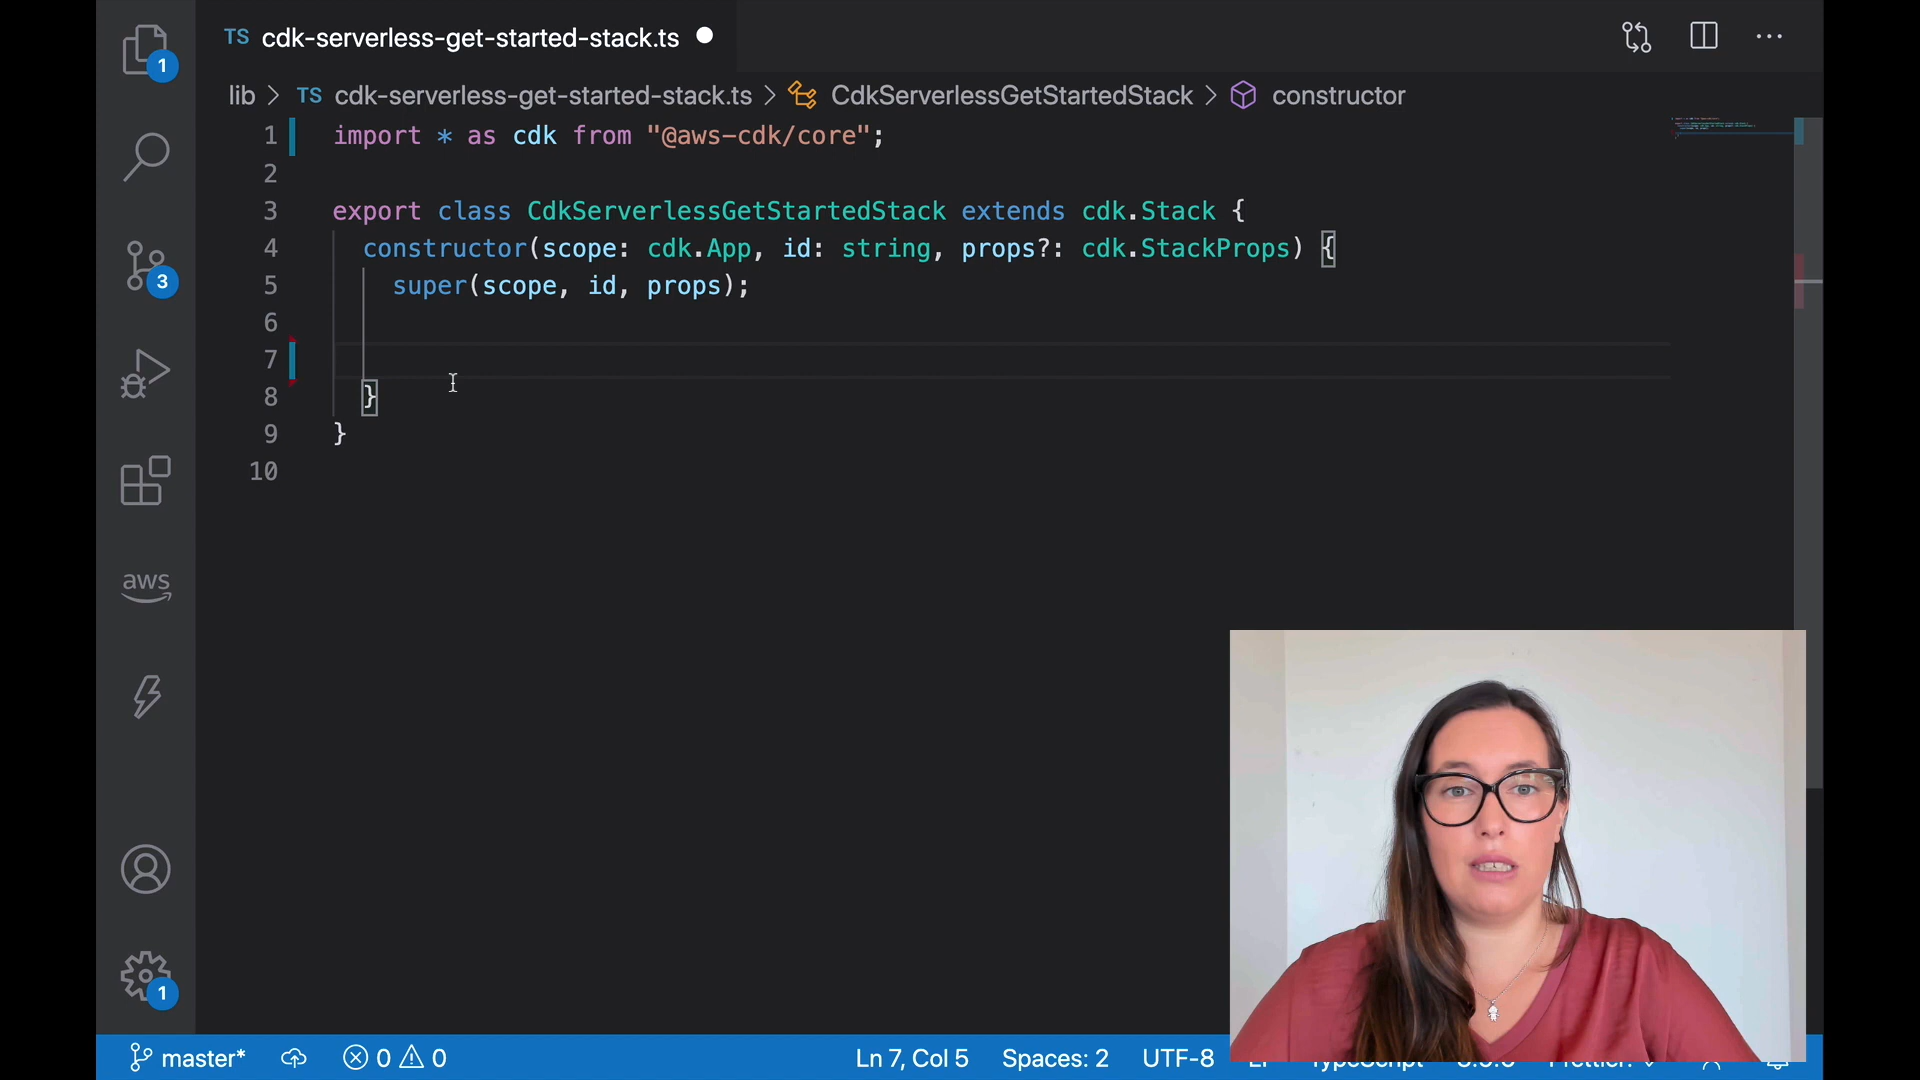 TS cdk-serverless-get-started-stack.ts
lib > TS cdk-serverless-get-started-stack.ts > CdkServerlessGetStartedStack > constructor
1 import * as cdk from "@aws-cdk/core";
2
3 export class CdkServerlessGetStartedStack extends cdk.Stack {
4 constructor(scope: cdk.App, id: string, props?: cdk.StackProps) {
5 super(scope, id, props);
6
7
8 }
9 }
10
1
3
aws
1
master* 0 0 Ln 7, Col 5 Spaces: 2 UTF-8